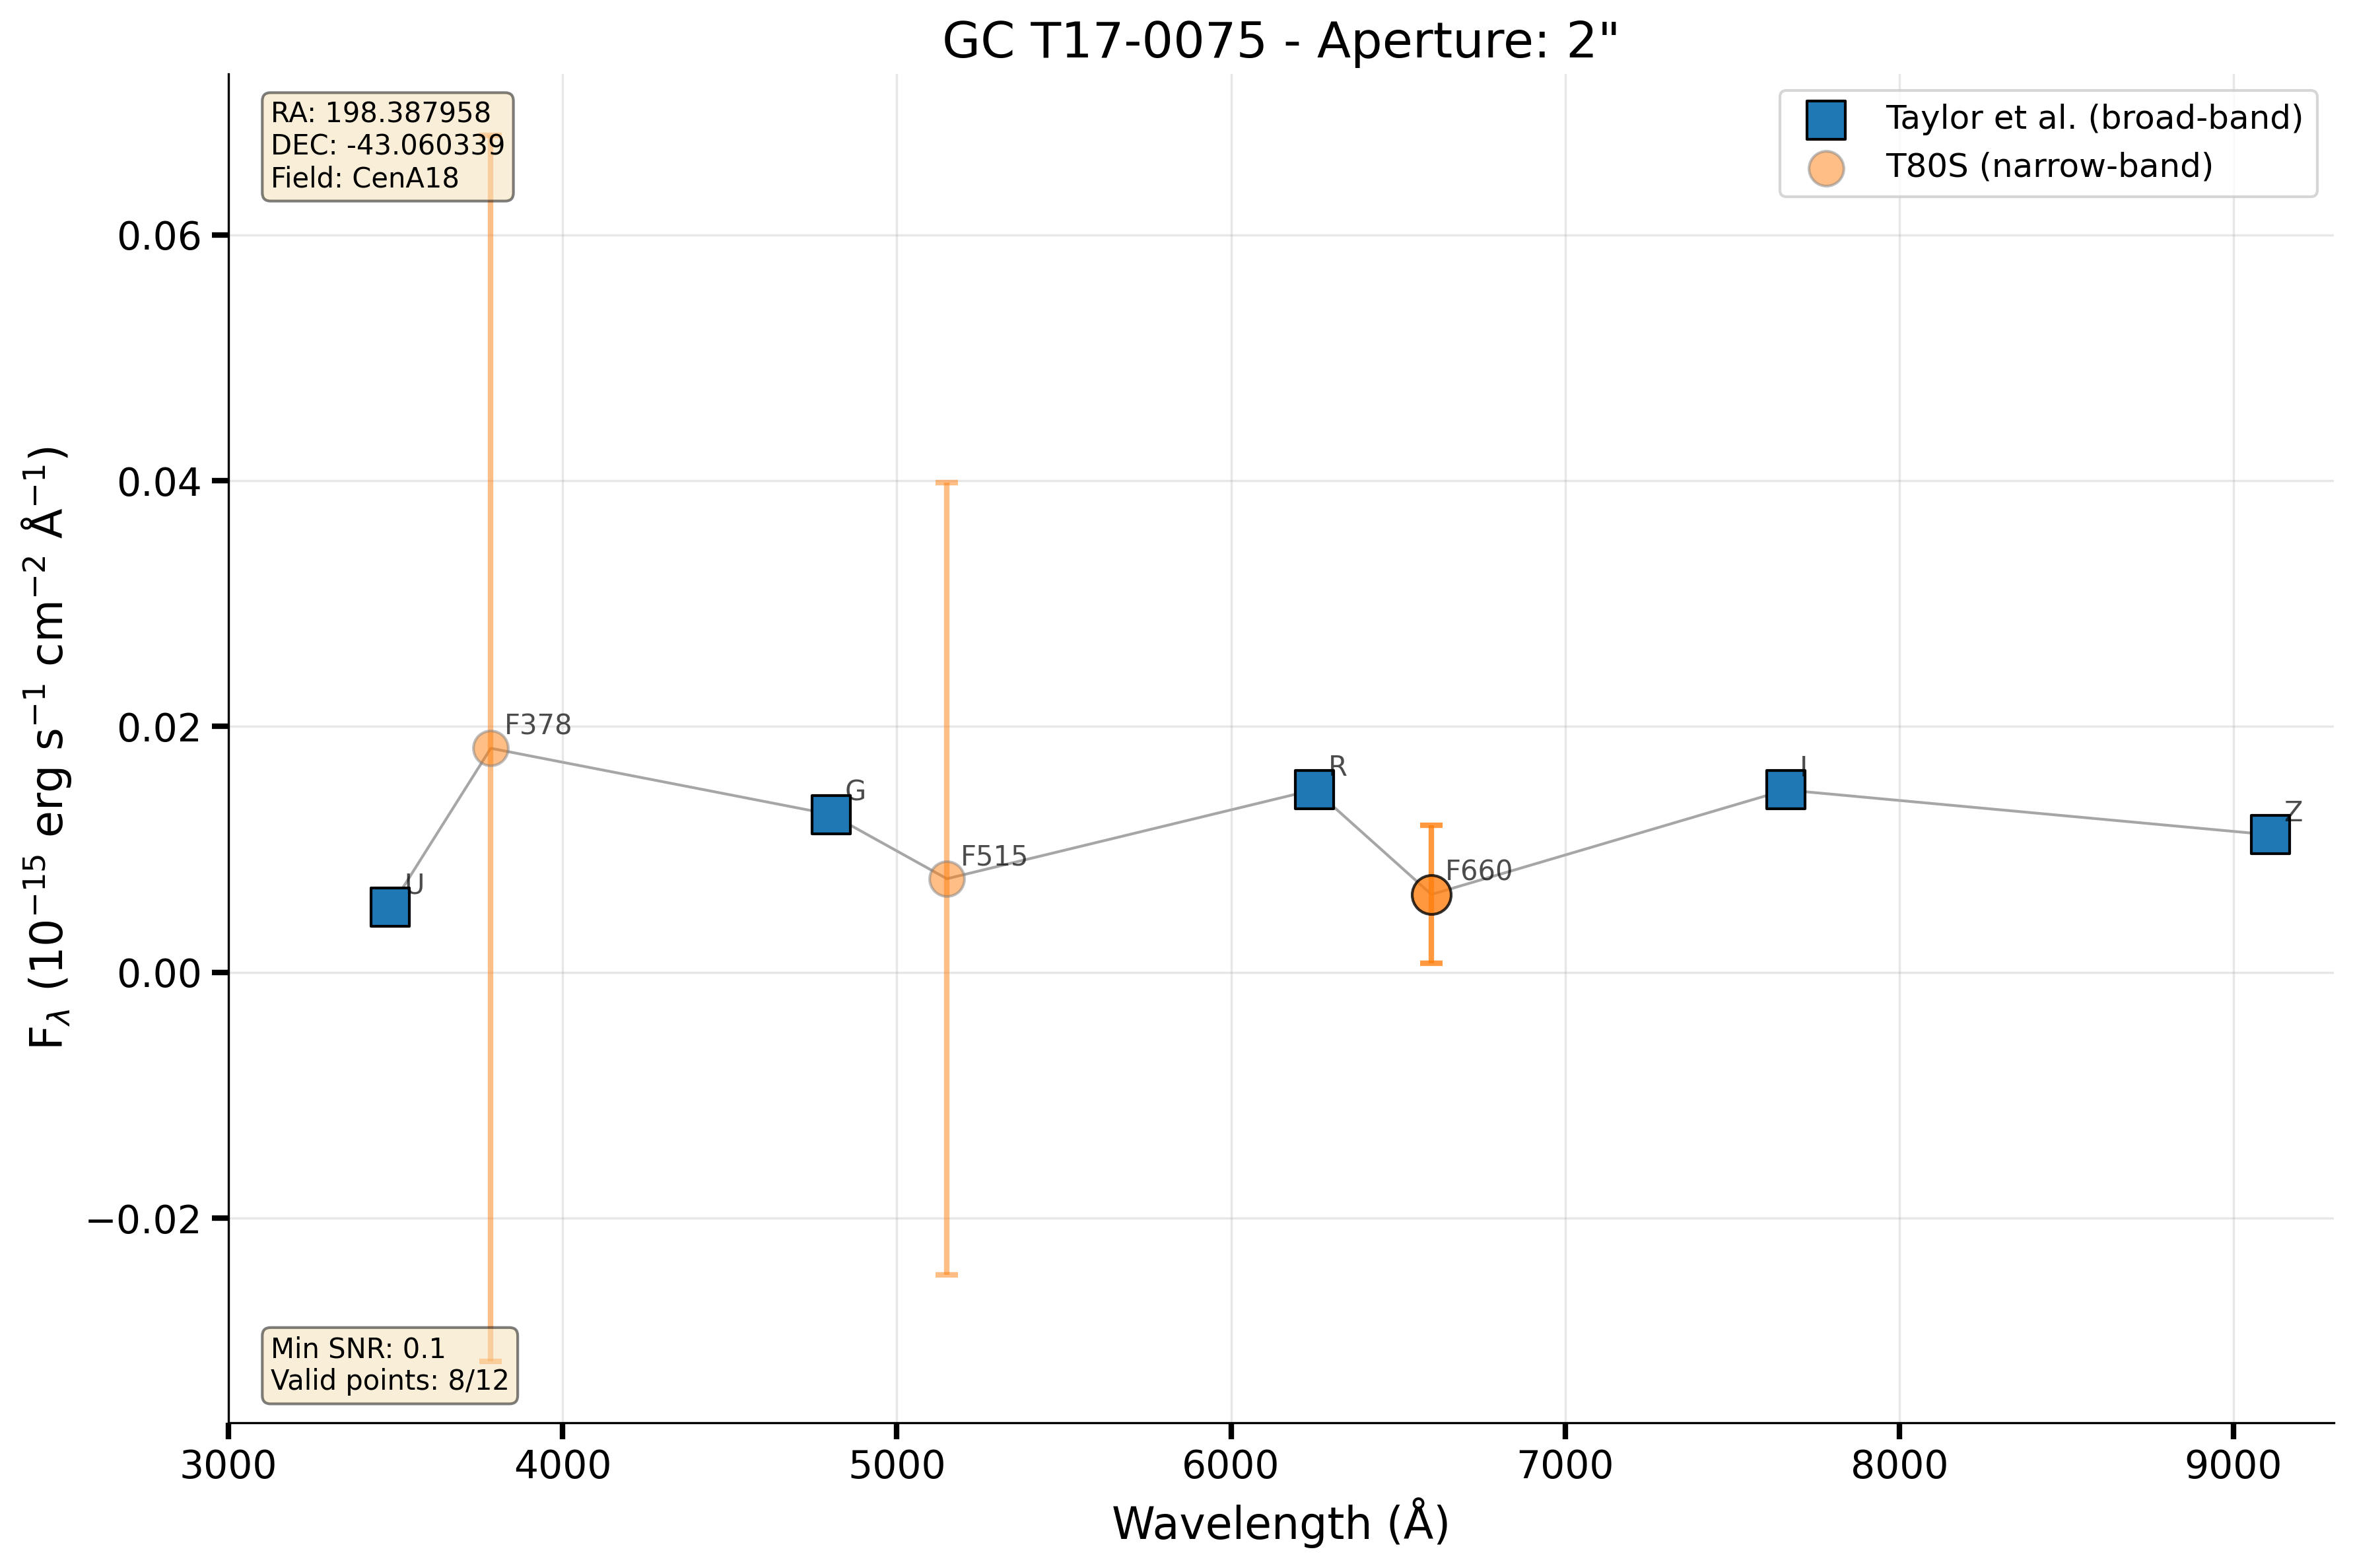 GC T17-0075 - Aperture: 2"
RA: 198.387958
DEC: -43.060339
Field: CenA18
Taylor et al. (broad-band)
T80S (narrow-band)
F_λ (10⁻¹⁵ erg s⁻¹ cm⁻² Å⁻¹)
0.06
0.04
0.02
0.00
−0.02
U
F378
G
F515
R
F660
I
Z
Min SNR: 0.1
Valid points: 8/12
3000 4000 5000 6000 7000 8000 9000
Wavelength (Å)